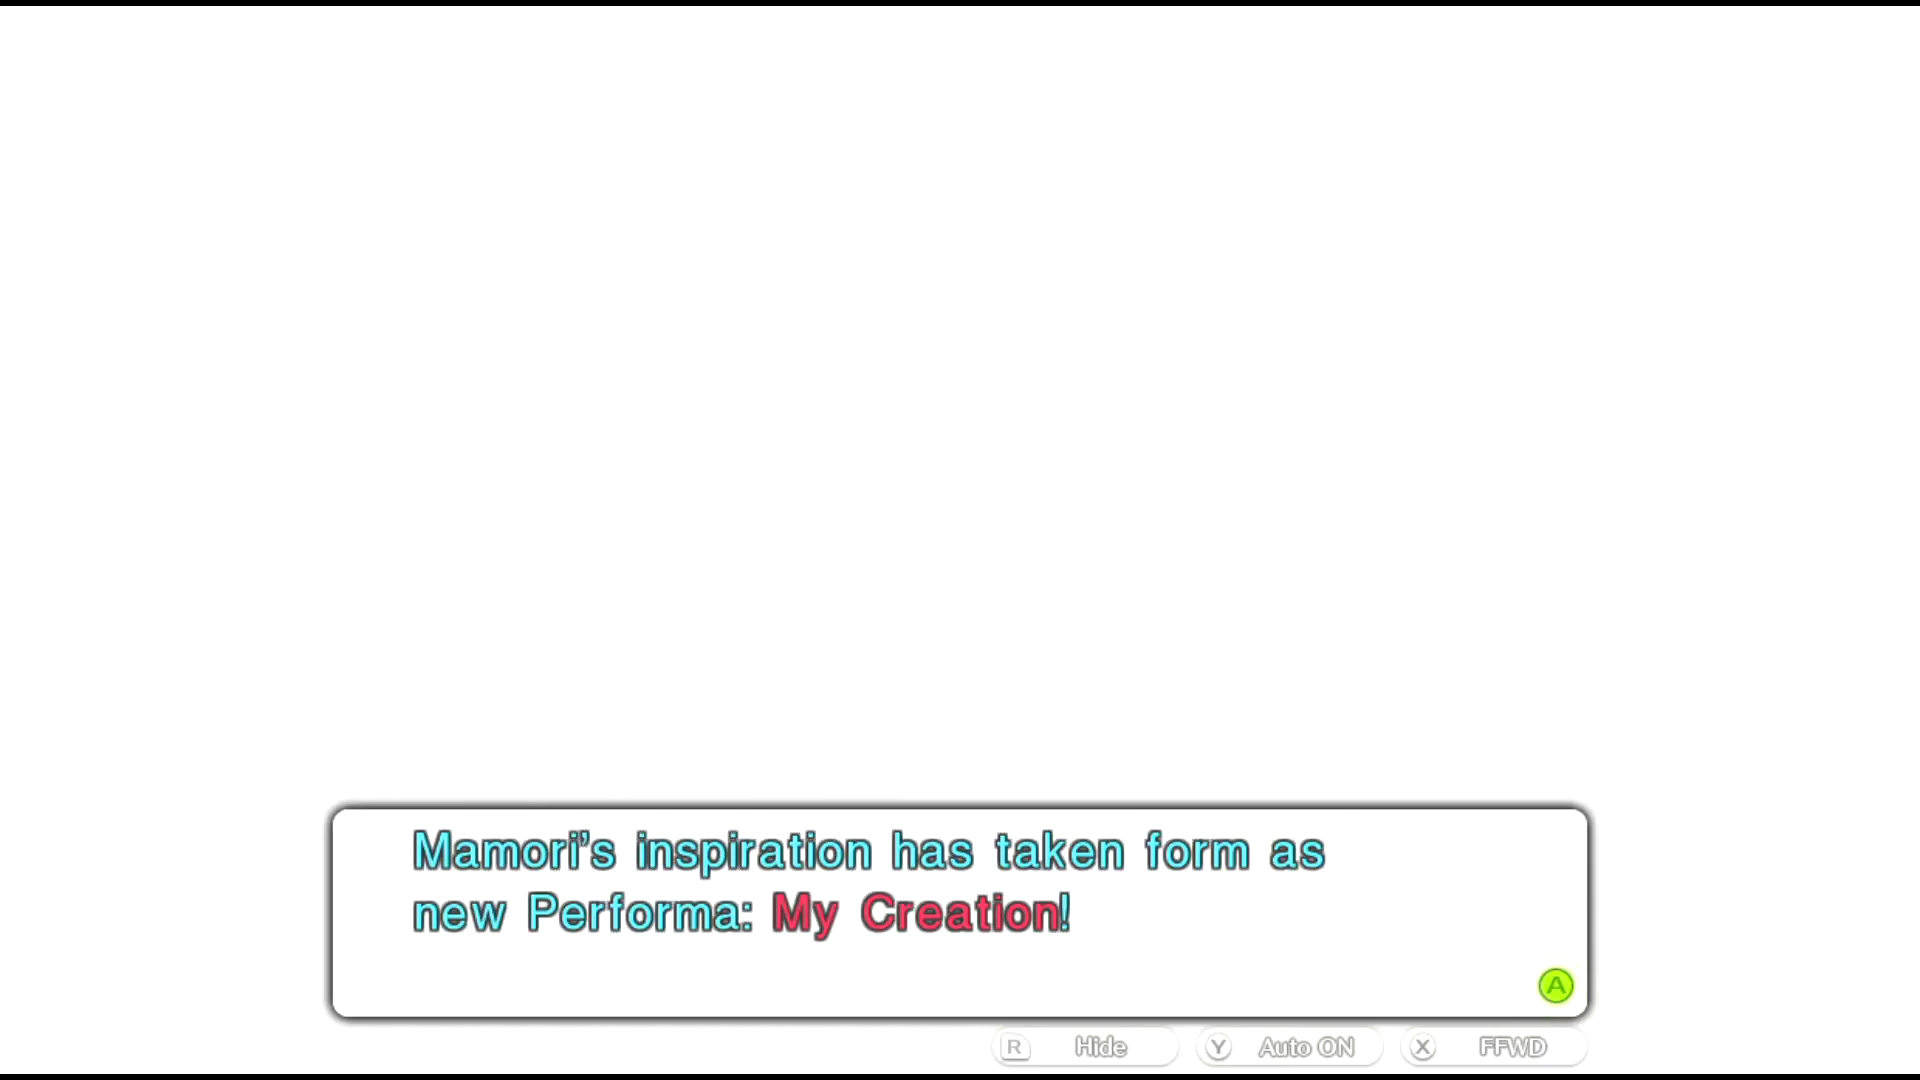 Mamori's inspiration has taken form as
new Performa: My Creation!
A
R Hide Y Auto ON X FFWD